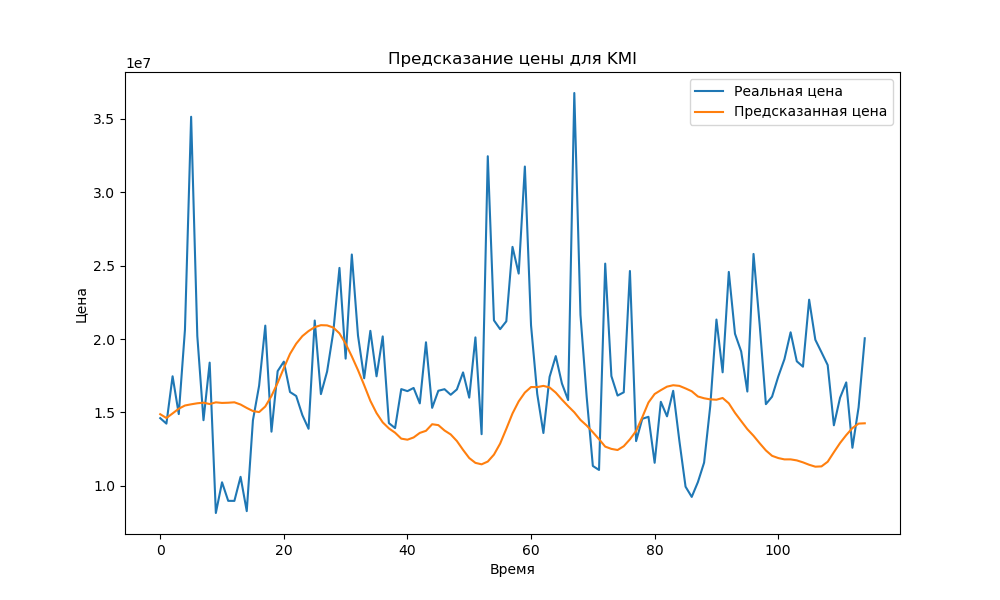 Предсказание цены для KMI
1e7
Реальная цена
Предсказанная цена
3.5
3.0
2.5
2.0
1.5
1.0
Цена
0 20 40 60 80 100
Время